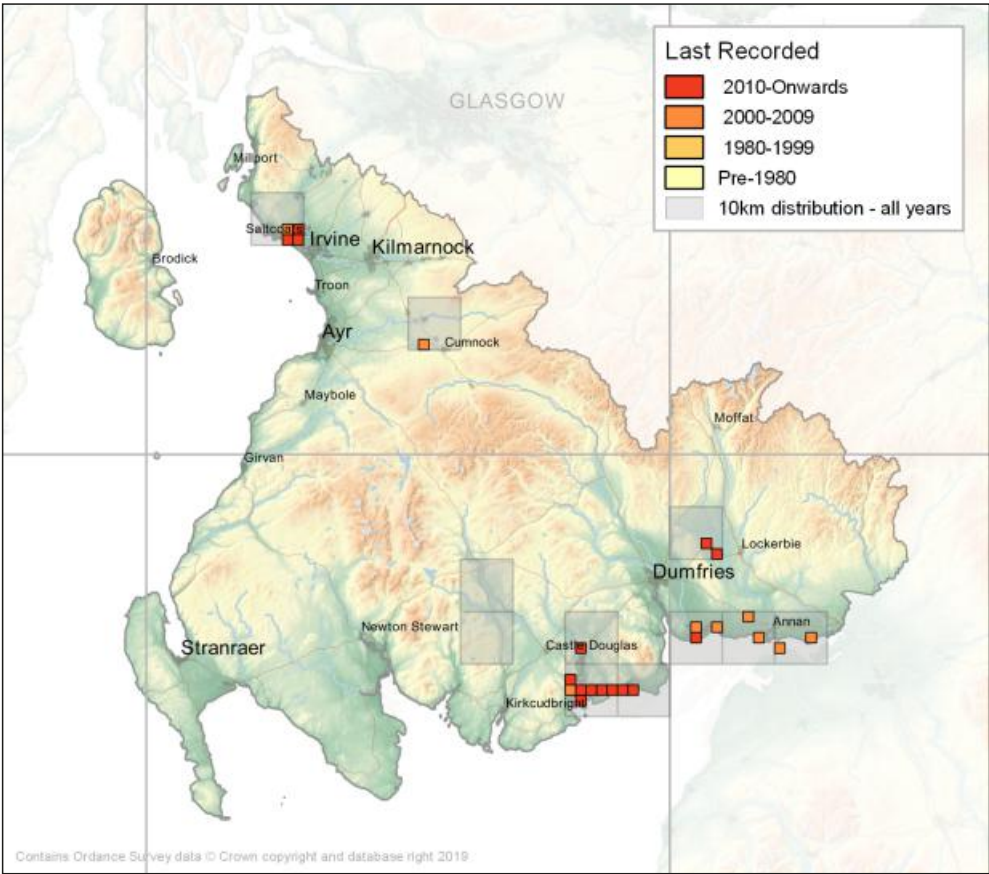 Last Recorded
2010-Onwards
2000-2009
1980-1999
Pre-1980
10km distribution - all years
GLASGOW
Millport
Saltcoats
Irvine
Kilmarnock
Brodick
Troon
Ayr
Cumnock
Maybole
Moffat
Girvan
Lockerbie
Dumfries
Newton Stewart
Annan
Castle Douglas
Stranraer
Kirkcudbright
Contains Ordance Survey data © Crown copyright and database right 2019